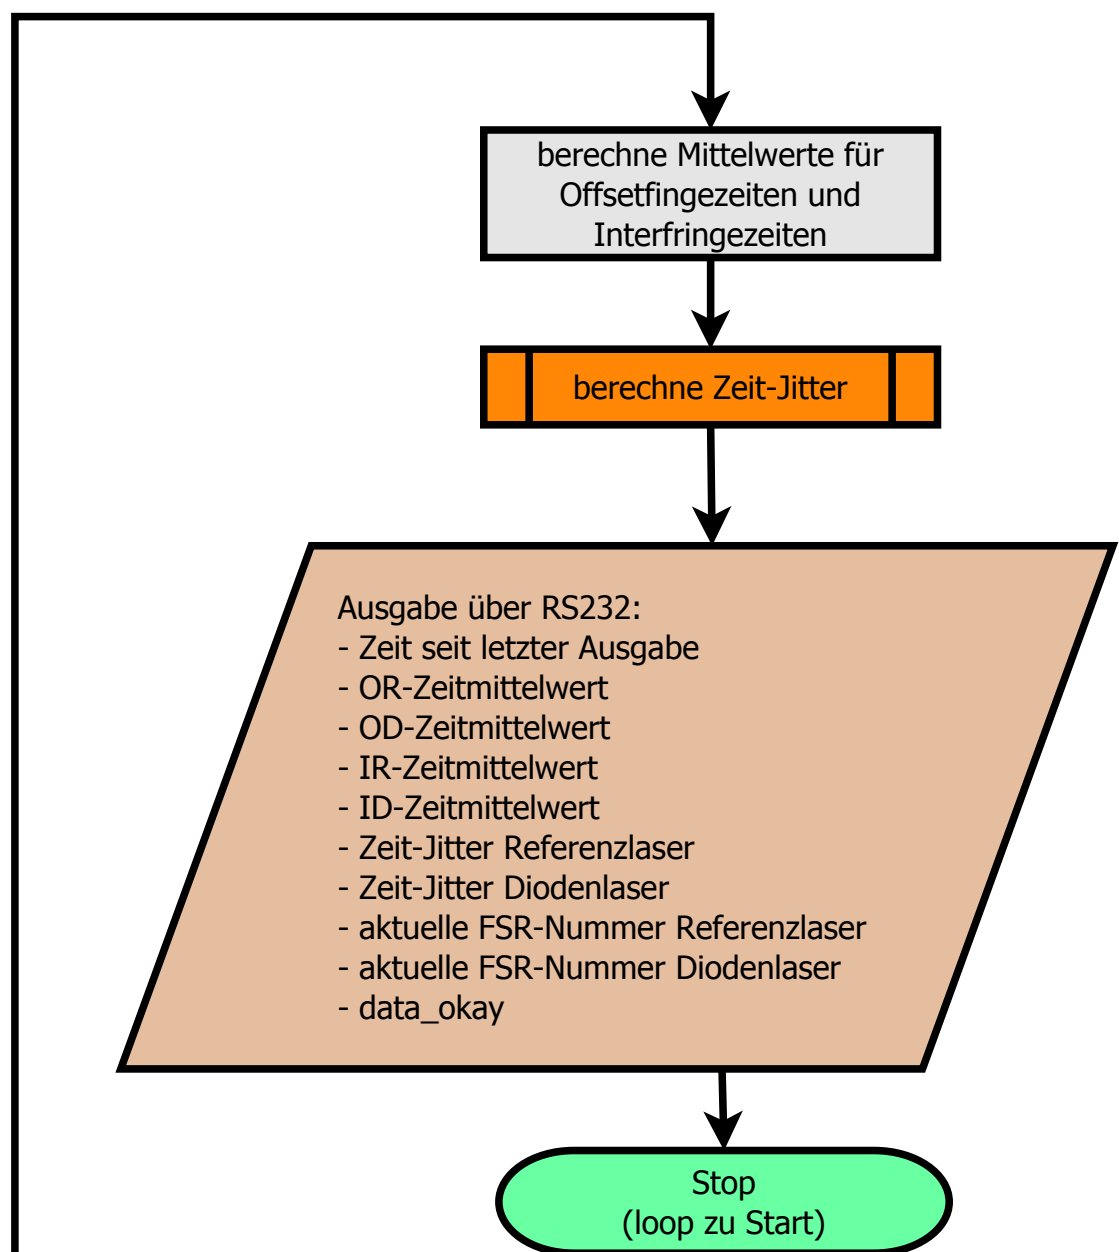 berechne Mittelwerte für
Offsetfingezeiten und
Interfringezeiten
berechne Zeit-Jitter
Ausgabe über RS232:
- Zeit seit letzter Ausgabe
- OR-Zeitmittelwert
- OD-Zeitmittelwert
- IR-Zeitmittelwert
- ID-Zeitmittelwert
- Zeit-Jitter Referenzlaser
- Zeit-Jitter Diodenlaser
- aktuelle FSR-Nummer Referenzlaser
- aktuelle FSR-Nummer Diodenlaser
- data_okay
Stop
(loop zu Start)